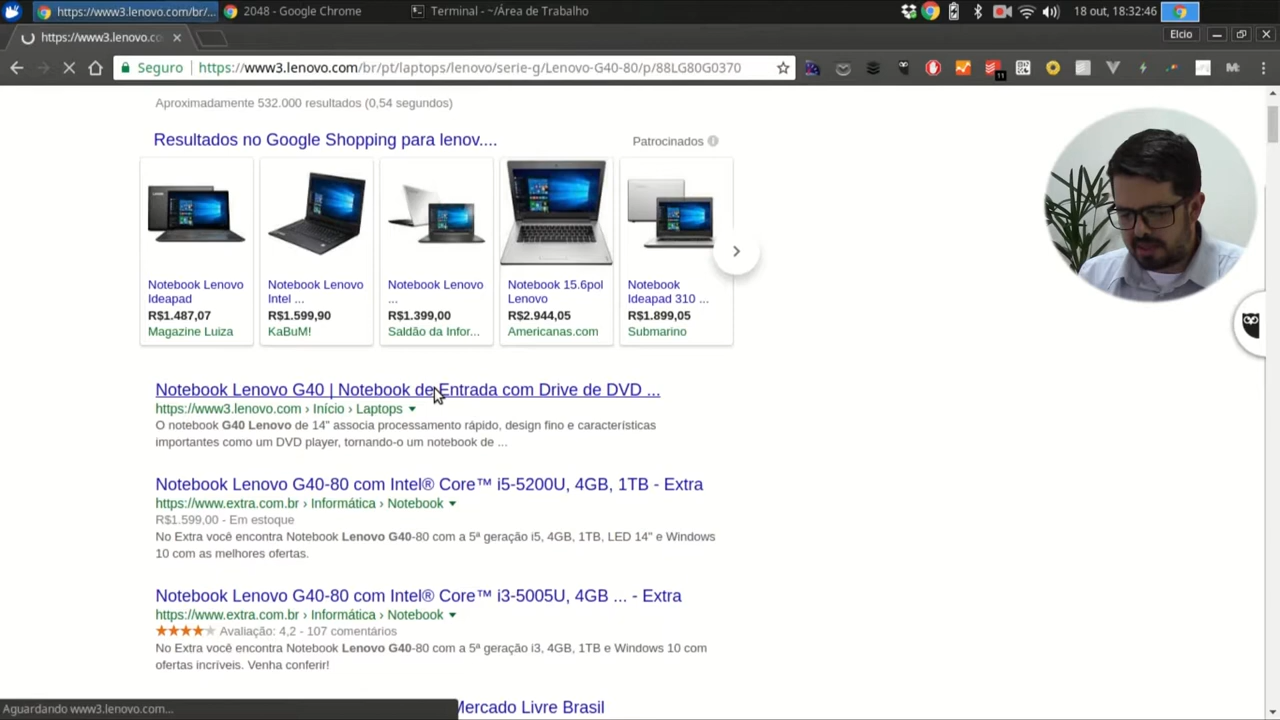 https://www3.lenovo.com/br/...
2048 - Google Chrome
Terminal - ~/Área de Trabalho
18 out, 18:32:46
https://www3.lenovo.co
Elcio
Seguro
https://www3.lenovo.com/br/pt/laptops/lenovo/serie-g/Lenovo-G40-80/p/88LG80G0370
11
Aproximadamente 532.000 resultados (0,54 segundos)
Resultados no Google Shopping para lenov....
Patrocinados
Notebook Lenovo Ideapad
R$1.487,07
Magazine Luiza
Notebook Lenovo Intel ...
R$1.599,90
KaBuM!
Notebook Lenovo ...
R$1.399,00
Saldão da Infor...
Notebook 15.6pol Lenovo
R$2.944,05
Americanas.com
Notebook Ideapad 310 ...
R$1.899,05
Submarino
Notebook Lenovo G40 | Notebook de Entrada com Drive de DVD ...
https://www3.lenovo.com › Início › Laptops
O notebook G40 Lenovo de 14" associa processamento rápido, design fino e características
importantes como um DVD player, tornando-o um notebook de ...
Notebook Lenovo G40-80 com Intel® Core™ i5-5200U, 4GB, 1TB - Extra
https://www.extra.com.br › Informática › Notebook
R$1.599,00 - Em estoque
No Extra você encontra Notebook Lenovo G40-80 com a 5ª geração i5, 4GB, 1TB, LED 14" e Windows
10 com as melhores ofertas.
Notebook Lenovo G40-80 com Intel® Core™ i3-5005U, 4GB ... - Extra
https://www.extra.com.br › Informática › Notebook
Avaliação: 4,2 - 107 comentários
No Extra você encontra Notebook Lenovo G40-80 com a 5ª geração i3, 4GB, 1TB e Windows 10 com
ofertas incríveis. Venha conferir!
Mercado Livre Brasil
Aguardando www3.lenovo.com...